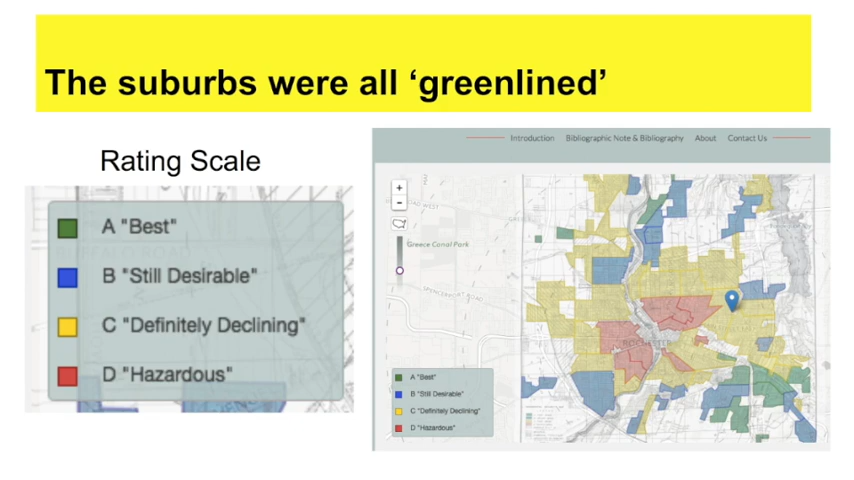 The suburbs were all ‘greenlined’
Rating Scale
A "Best"
B "Still Desirable"
C "Definitely Declining"
D "Hazardous"
Introduction Bibliographic Note & Bibliography About Contact Us
+
−
Greece Canal Park
SPENCERPORT ROAD
ROCHESTER
A "Best"
B "Still Desirable"
C "Definitely Declining"
D "Hazardous"